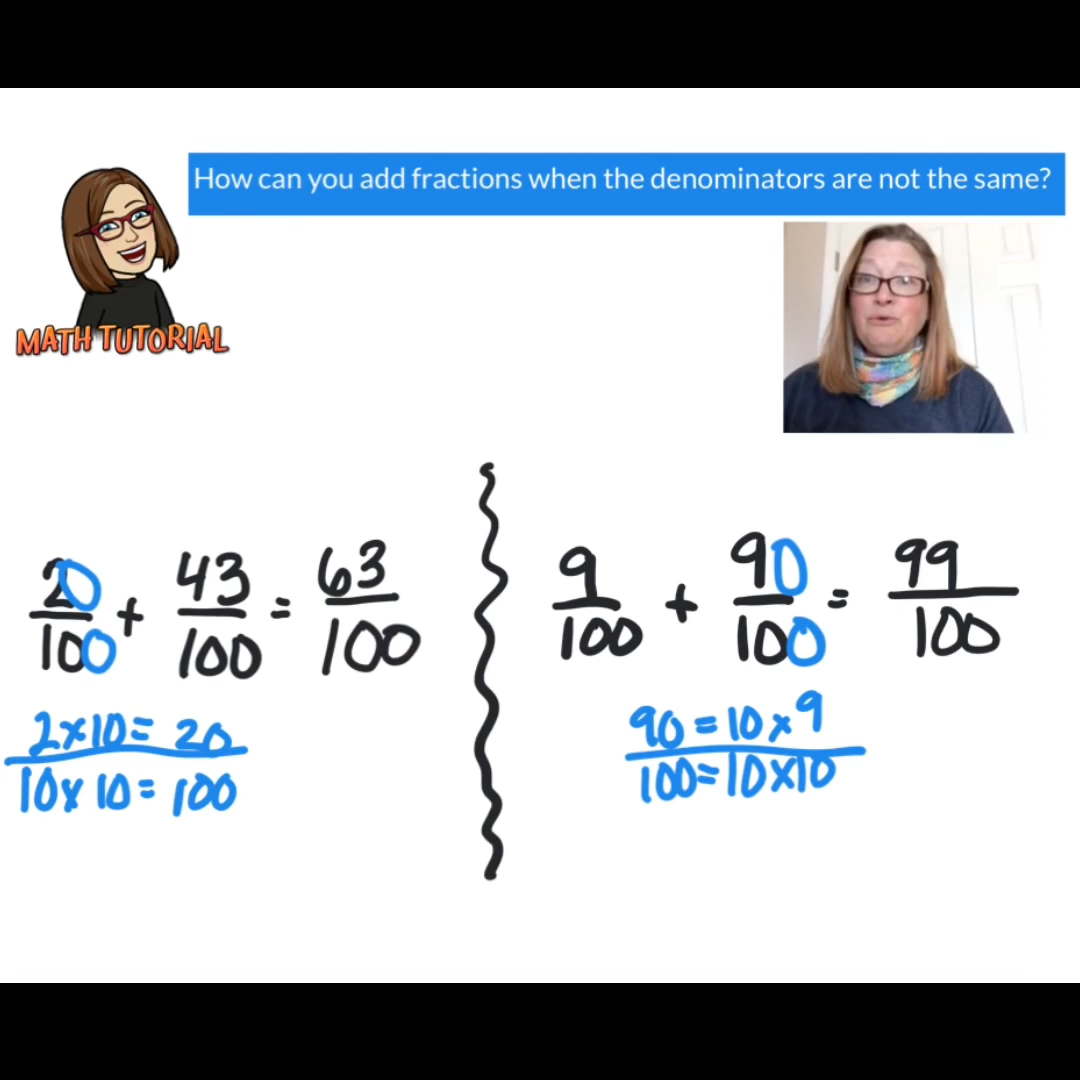 How can you add fractions when the denominators are not the same?
MATH TUTORIAL
20/100 + 43/100 = 63/100
2x10 = 20
10x10 = 100
9/100 + 90/100 = 99/100
90 = 10x9
100 = 10x10